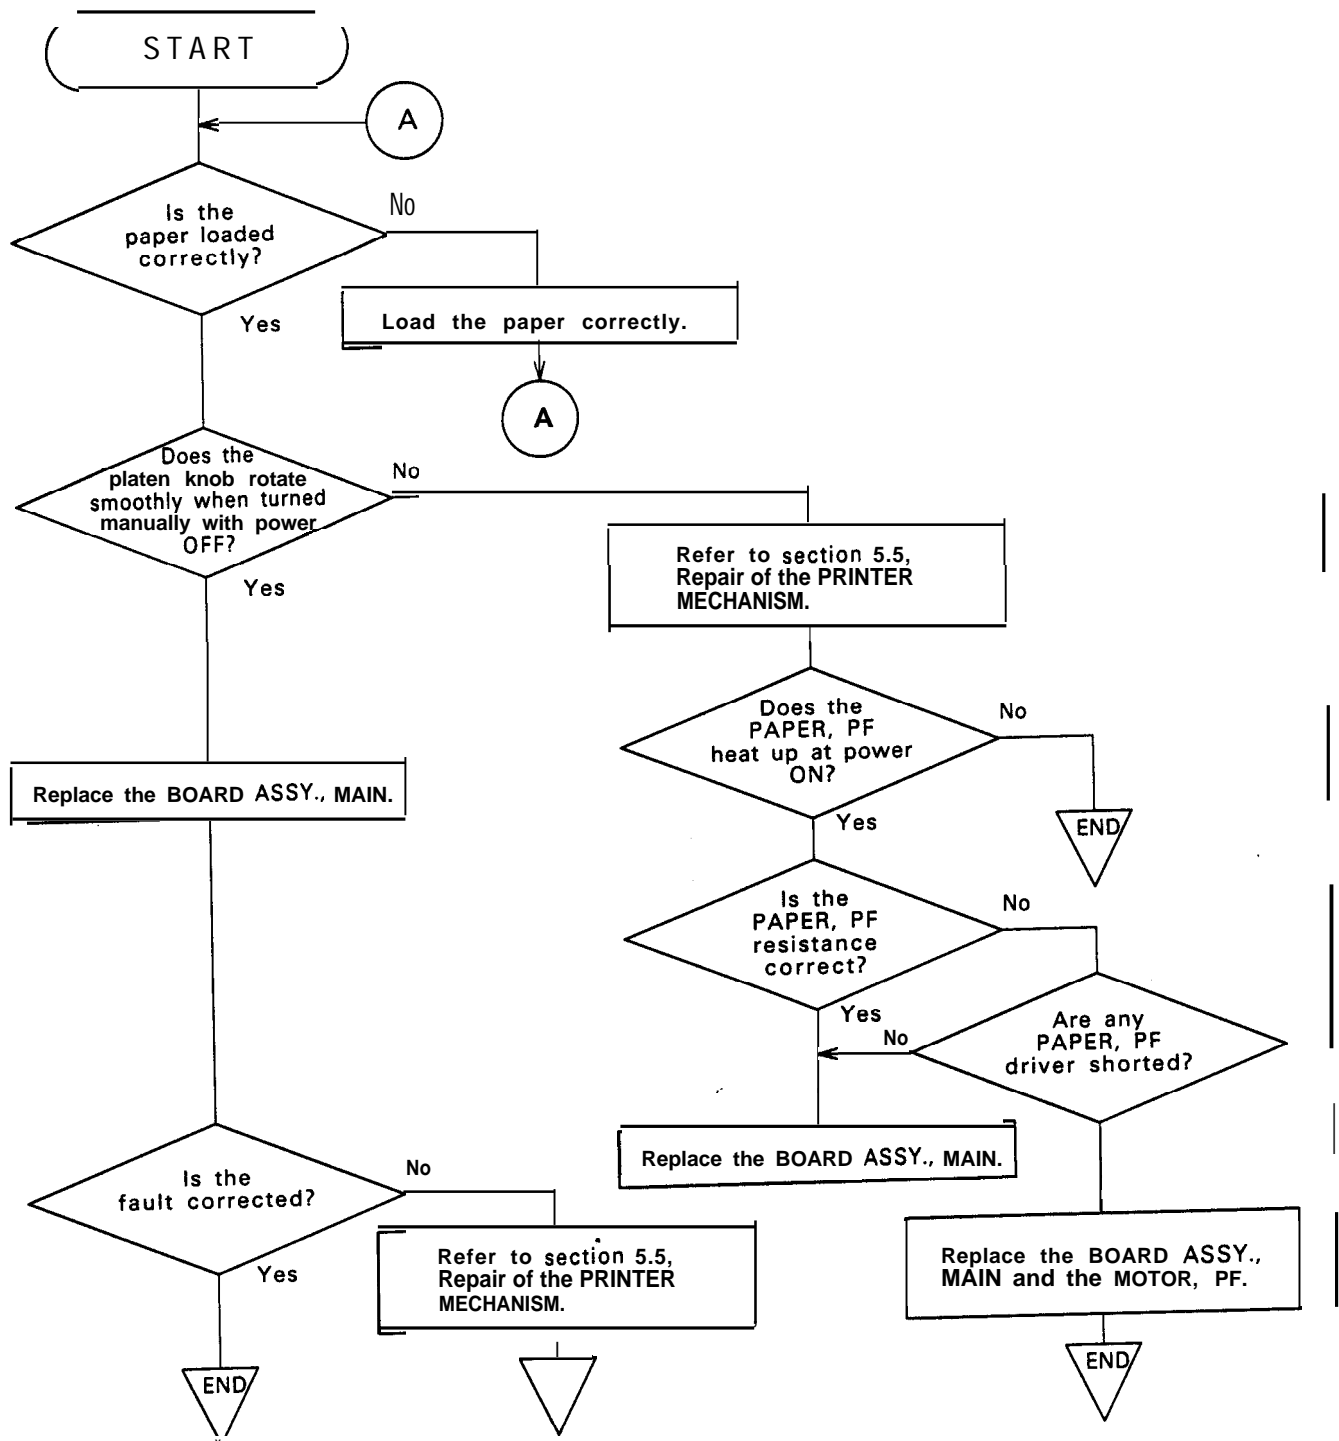 START
A
Is the
paper loaded
correctly?
No
Yes
Load the paper correctly.
A
Does the
platen knob rotate
smoothly when turned
manually with power
OFF?
No
Yes
Refer to section 5.5,
Repair of the PRINTER
MECHANISM.
Does the
PAPER, PF
heat up at power
ON?
No
Yes
END
Replace the BOARD ASSY., MAIN.
Is the
PAPER, PF
resistance
correct?
No
Yes
Are any
PAPER, PF
driver shorted?
No
Replace the BOARD ASSY., MAIN.
Is the
fault corrected?
No
Yes
Refer to section 5.5,
Repair of the PRINTER
MECHANISM.
Replace the BOARD ASSY.,
MAIN and the MOTOR, PF.
END
END